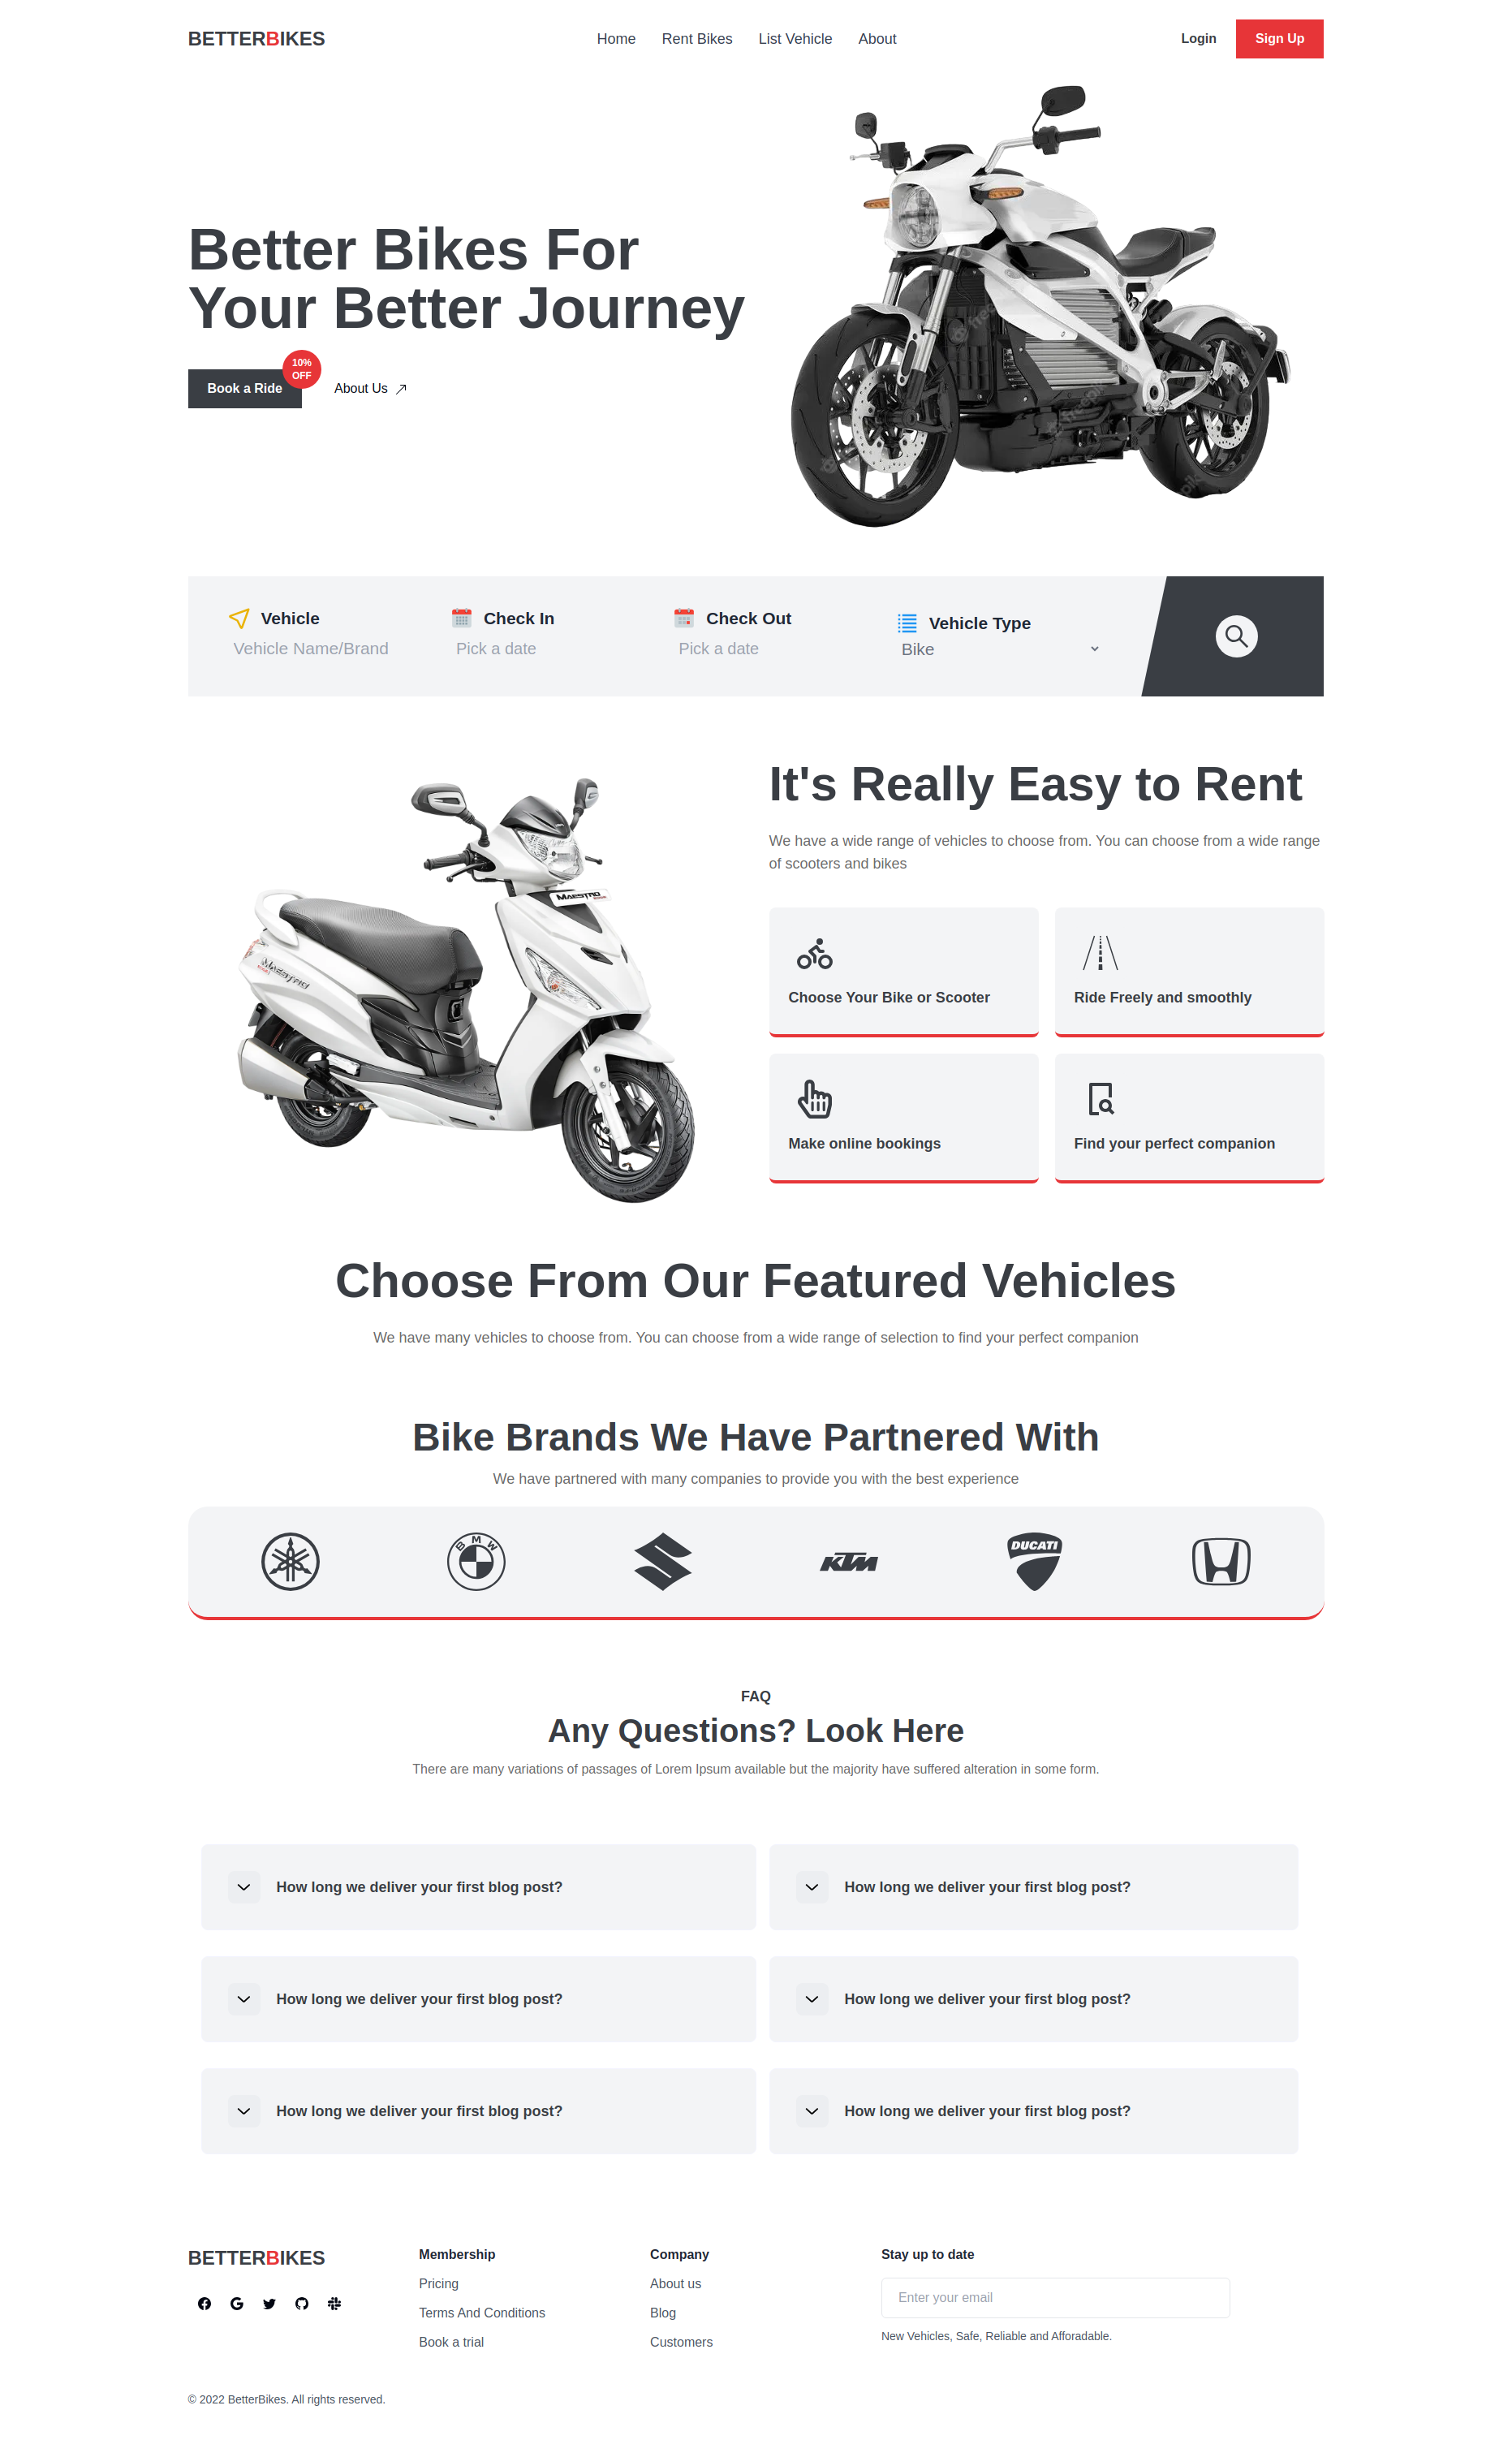 BETTERBIKES
Home Rent Bikes List Vehicle About
Login Sign Up
Better Bikes For
Your Better Journey
10%
OFF
Book a Ride About Us
Vehicle
Vehicle Name/Brand
Check In
Pick a date
Check Out
Pick a date
Vehicle Type
Bike
MAESTRO
MAESTRO
It's Really Easy to Rent
We have a wide range of vehicles to choose from. You can choose from a wide range
of scooters and bikes
Choose Your Bike or Scooter
Ride Freely and smoothly
Make online bookings
Find your perfect companion
Choose From Our Featured Vehicles
We have many vehicles to choose from. You can choose from a wide range of selection to find your perfect companion
Bike Brands We Have Partnered With
We have partnered with many companies to provide you with the best experience
BMW
KTM
DUCATI
FAQ
Any Questions? Look Here
There are many variations of passages of Lorem Ipsum available but the majority have suffered alteration in some form.
How long we deliver your first blog post?
How long we deliver your first blog post?
How long we deliver your first blog post?
How long we deliver your first blog post?
How long we deliver your first blog post?
How long we deliver your first blog post?
BETTERBIKES
Membership
Pricing
Terms And Conditions
Book a trial
Company
About us
Blog
Customers
Stay up to date
Enter your email
New Vehicles, Safe, Reliable and Afforadable.
© 2022 BetterBikes. All rights reserved.